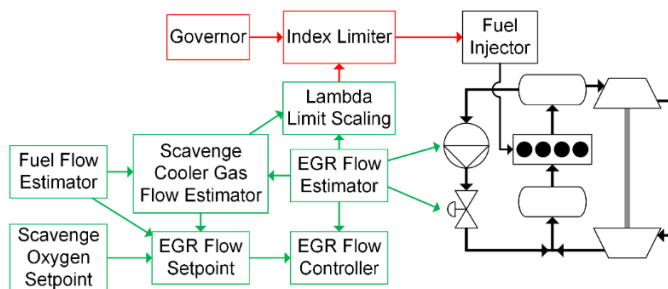 Governor
Index Limiter
Fuel
Injector
Lambda
Limit Scaling
Fuel Flow
Estimator
Scavenge
Cooler Gas
Flow Estimator
EGR Flow
Estimator
Scavenge
Oxygen
Setpoint
EGR Flow
Setpoint
EGR Flow
Controller